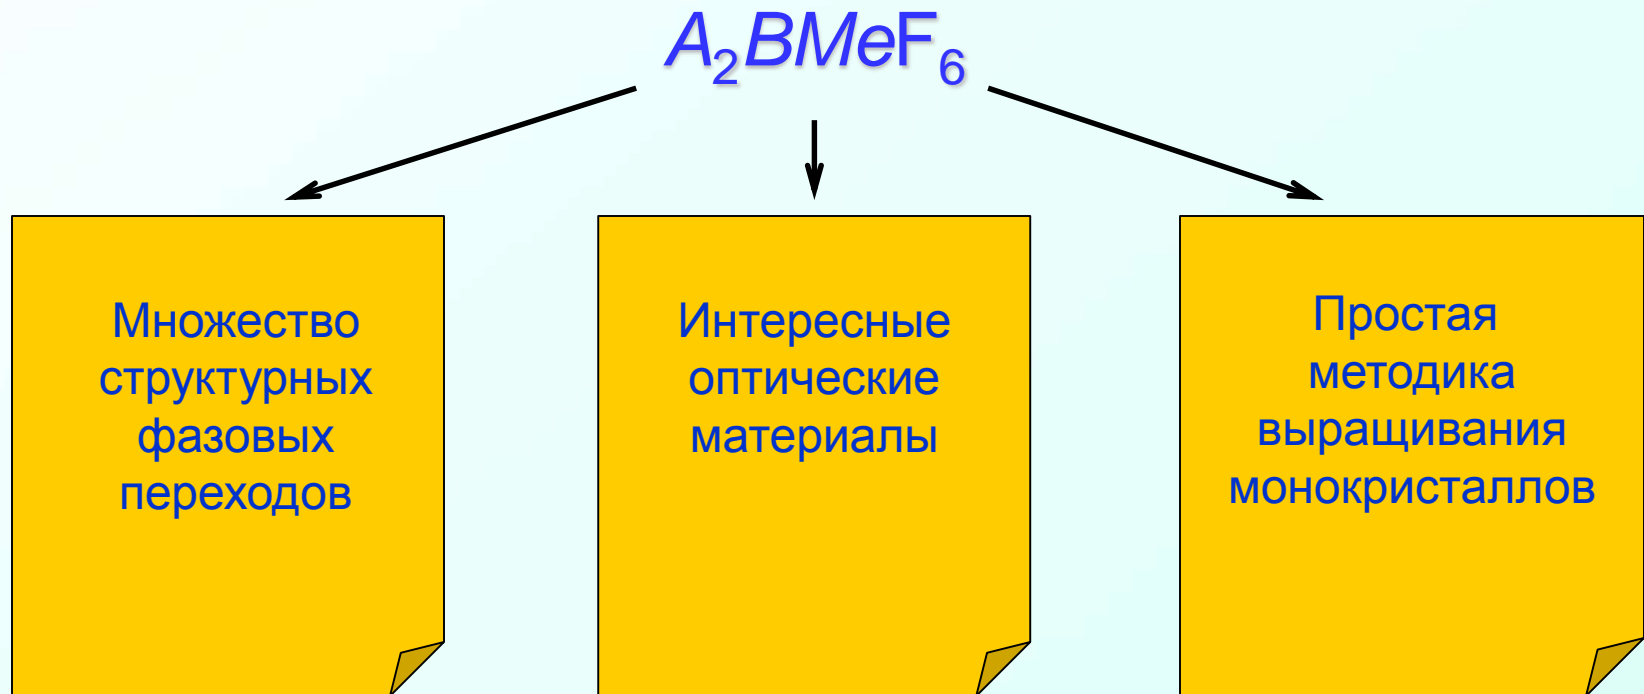 A₂BMeF₆
Множество
структурных
фазовых
переходов
Интересные
оптические
материалы
Простая
методика
выращивания
монокристаллов